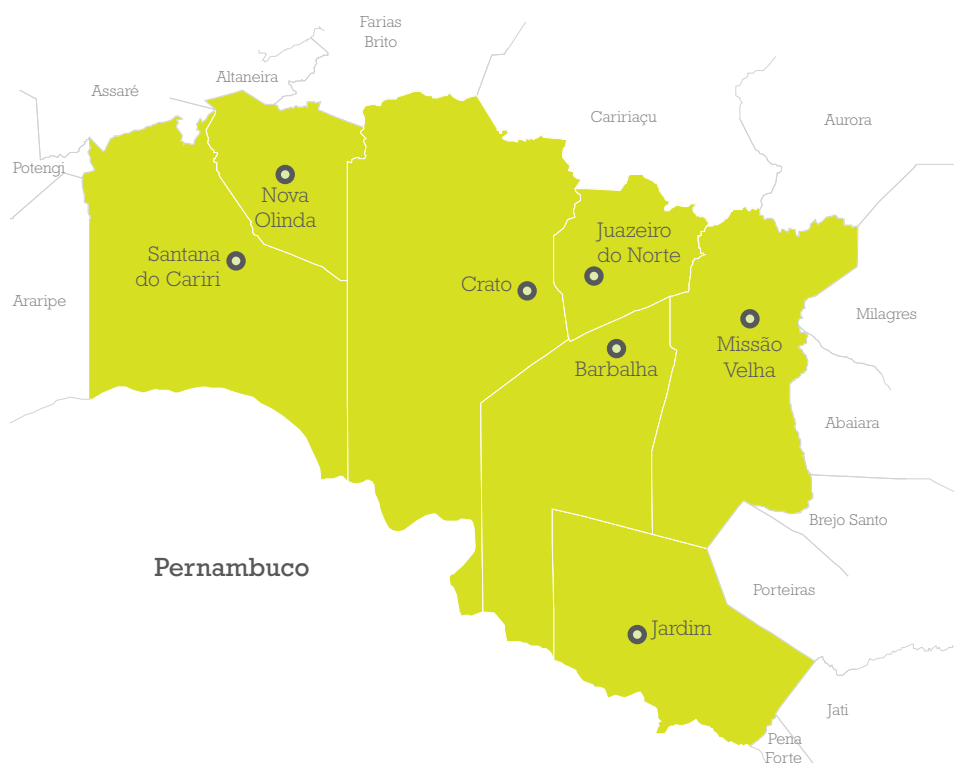 Farias
Brito
Altaneira
Assaré
Caririaçu
Aurora
Potengi
Nova
Olinda
Juazeiro
do Norte
Santana
do Cariri
Crato
Araripe
Milagres
Missão
Velha
Barbalha
Abaiara
Brejo Santo
Pernambuco
Porteiras
Jardim
Jati
Pena
Forte